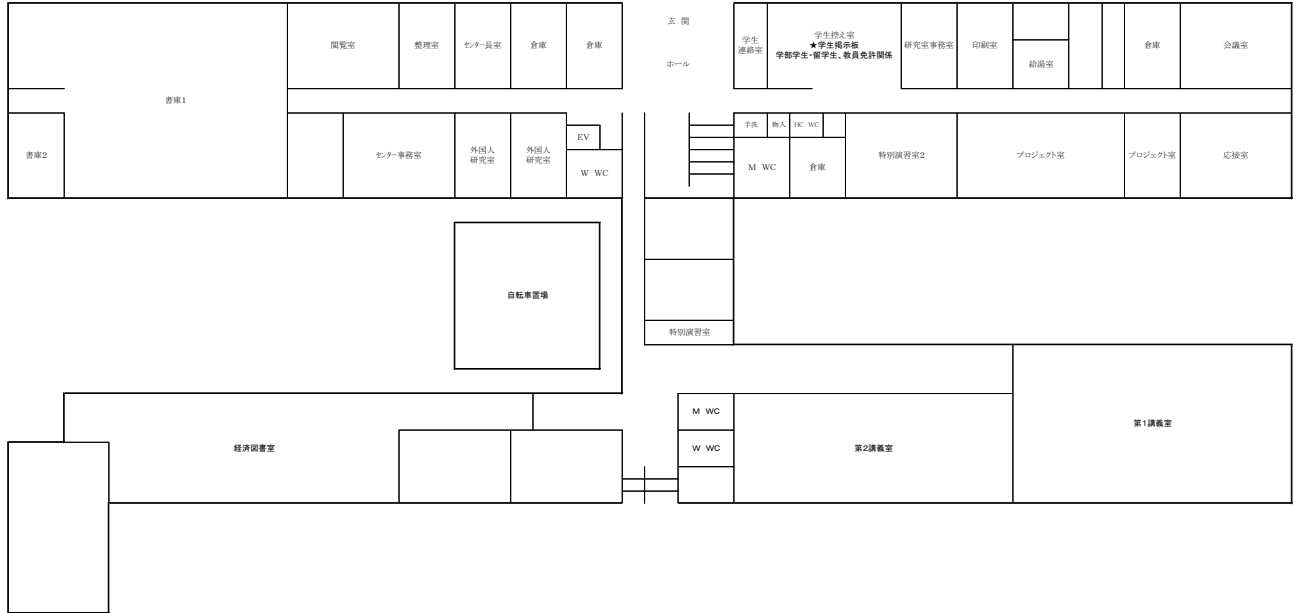 玄 関
ホール
閲覧室
整理室
センター長室
倉庫
倉庫
学生
連絡室
学生控え室
★学生掲示板
学部学生・留学生、教員免許関係
研究室事務室
印刷室
給湯室
倉庫
会議室
書庫1
書庫2
センター事務室
外国人
研究室
外国人
研究室
EV
W WC
手洗
物入
HC WC
M WC
倉庫
特別演習室2
プロジェクト室
プロジェクト室
応接室
自転車置場
特別演習室
M WC
W WC
経済図書室
第2講義室
第1講義室